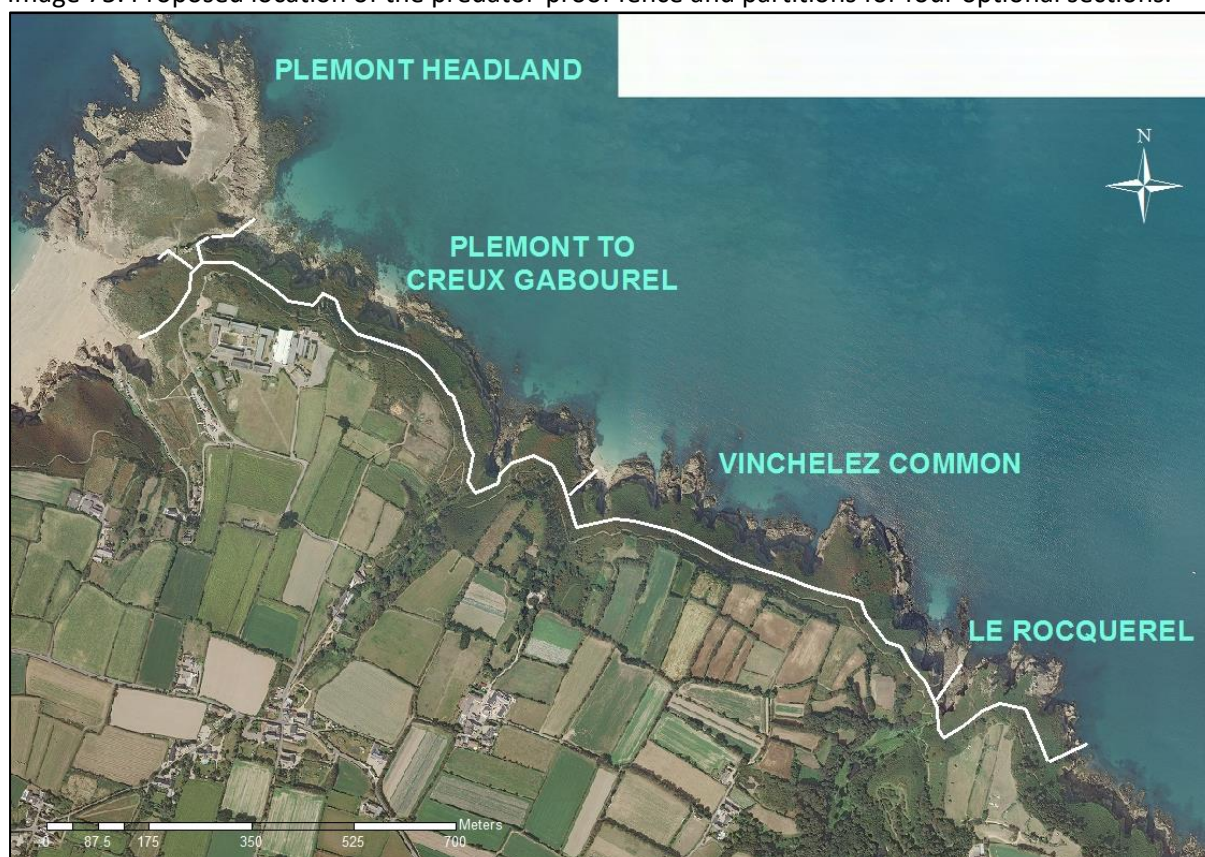 Image 75: Proposed location of the predator-proof fence and partitions for four optional sections.
PLEMONT HEADLAND
N
PLEMONT TO
CREUX GABOUREL
VINCHELEZ COMMON
LE ROCQUEREL
Meters
0 87.5 175 350 525 700